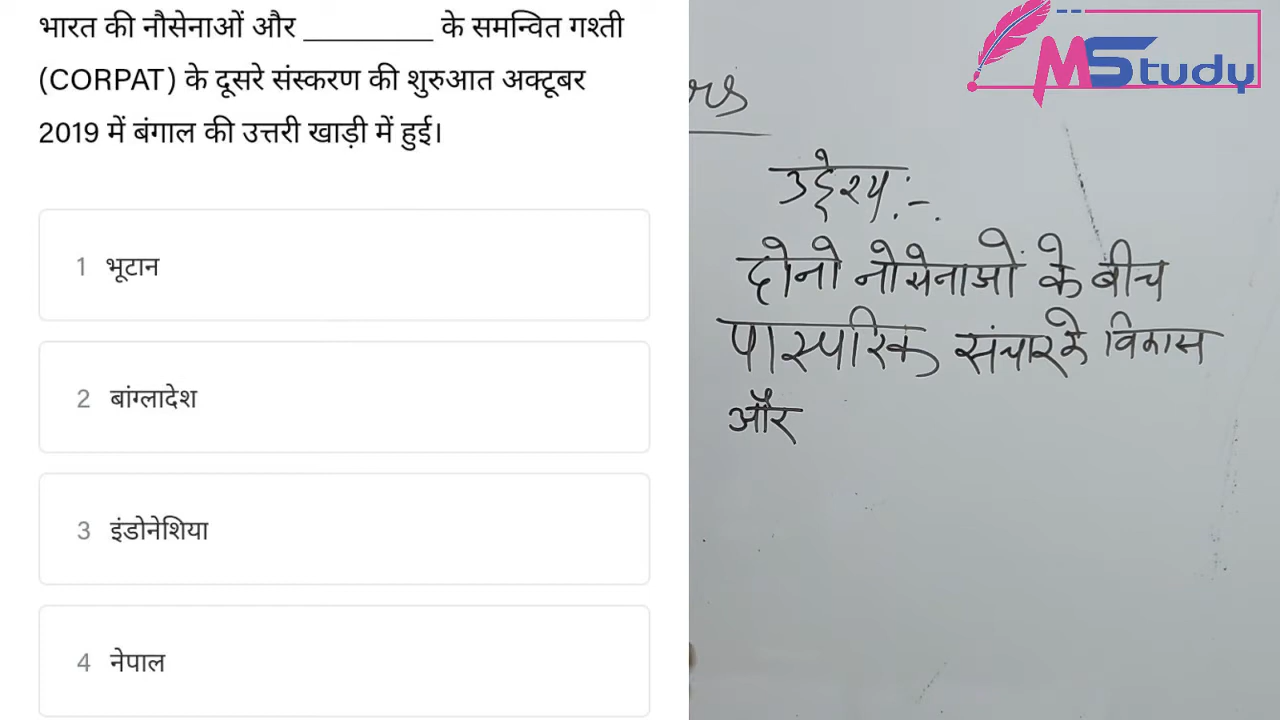 भारत की नौसेनाओं और _________ के समन्वित गश्ती
(CORPAT) के दूसरे संस्करण की शुरुआत अक्टूबर
2019 में बंगाल की उत्तरी खाड़ी में हुई।
1 भूटान
2 बांग्लादेश
3 इंडोनेशिया
4 नेपाल
MStudy
उद्देश्य:-
दोनो नोसेनाओं के बीच
पारस्परिक संचार के विकास
और